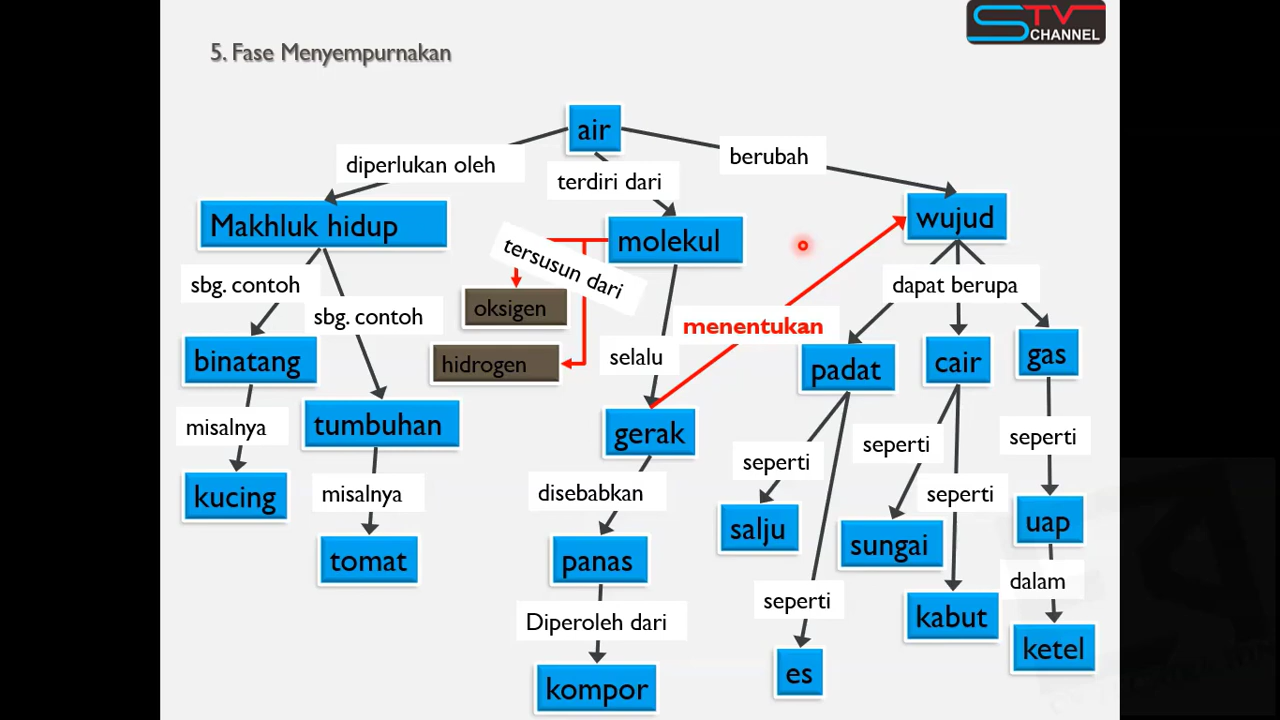 STV
CHANNEL
5. Fase Menyempurnakan
air
diperlukan oleh
terdiri dari
berubah
Makhluk hidup
molekul
wujud
sbg. contoh
sbg. contoh
tersusun dari
oksigen
hidrogen
selalu
menentukan
dapat berupa
binatang
tumbuhan
padat
cair
gas
misalnya
misalnya
gerak
seperti
seperti
seperti
kucing
tomat
disebabkan
seperti
salju
sungai
uap
panas
seperti
dalam
Diperoleh dari
kabut
ketel
kompor
es